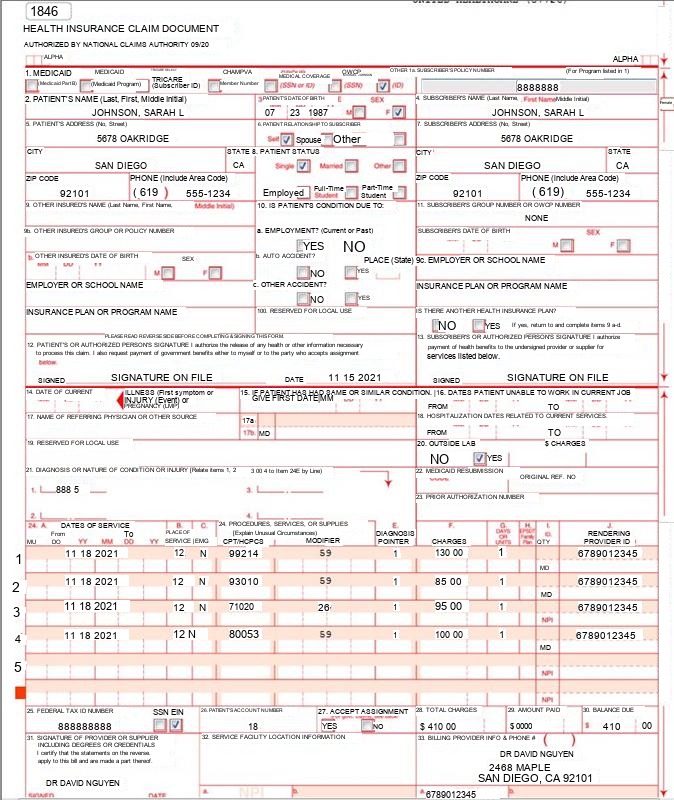 1846
HEALTH INSURANCE CLAIM DOCUMENT
AUTHORIZED BY NATIONAL CLAIMS AUTHORITY 09/20
ALPHA ALPHA
1. MEDICAID MEDICAID TRICARE CHAMPVA MEDICAL COVERAGE OWCP OTHER 1a. SUBSCRIBER'S POLICY NUMBER (For Program listed in 1)
(Medicaid Part B) (Medicaid Program) (Subscriber ID) Member Number (SSN or ID) (SSN) (ID) 8888888
2. PATIENT'S NAME (Last, First, Middle Initial) PATIENT'S DATE OF BIRTH SEX 4. SUBSCRIBER'S NAME (Last Name, First Name Middle Initial)
JOHNSON, SARAH L 07 23 1987 M F JOHNSON, SARAH L
5. PATIENT'S ADDRESS (No, Street) 6. PATIENT RELATIONSHIP TO SUBSCRIBER 7. SUBSCRIBER'S ADDRESS (No, Street)
5678 OAKRIDGE Self Spouse Other 5678 OAKRIDGE
CITY STATE 8. PATIENT STATUS CITY STATE
SAN DIEGO CA Single Married Other SAN DIEGO CA
ZIP CODE PHONE (Include Area Code) ZIP CODE PHONE (Include Area Code)
92101 ( 619 ) 555-1234 Employed Full-Time Student Part-Time Student 92101 ( 619 ) 555-1234
9. OTHER INSURED'S NAME (Last Name, First Name, Middle Initial) 10. IS PATIENT'S CONDITION DUE TO: 11. SUBSCRIBER'S GROUP NUMBER OR OWCP NUMBER
NONE
9b. OTHER INSURED'S GROUP OR POLICY NUMBER a. EMPLOYMENT? (Current or Past) SUBSCRIBER'S DATE OF BIRTH SEX
YES NO M F
b. OTHER INSURED'S DATE OF BIRTH SEX b. AUTO ACCIDENT? PLACE (State) 9c. EMPLOYER OR SCHOOL NAME
MM DD YY M F NO YES
EMPLOYER OR SCHOOL NAME c. OTHER ACCIDENT? INSURANCE PLAN OR PROGRAM NAME
NO YES
INSURANCE PLAN OR PROGRAM NAME 100. RESERVED FOR LOCAL USE IS THERE ANOTHER HEALTH INSURANCE PLAN?
NO YES If yes, return to and complete items 9 a-d.
PLEASE READ REVERSE SIDE BEFORE COMPLETING & SIGNING THIS FORM.
12. PATIENT'S OR AUTHORIZED PERSON'S SIGNATURE I authorize the release of any health or other information necessary
to process this claim. I also request payment of government benefits either to myself or to the party who accepts assignment
below.
13. SUBSCRIBER'S OR AUTHORIZED PERSON'S SIGNATURE I authorize
payment of health benefits to the undersigned provider or supplier for
services listed below.
SIGNED SIGNATURE ON FILE DATE 11 15 2021 SIGNED SIGNATURE ON FILE
14. DATE OF CURRENT ILLNESS (First symptom or 15. IF PATIENT HAS HAD SAME OR SIMILAR CONDITION. 16. DATES PATIENT UNABLE TO WORK IN CURRENT JOB
INJURY (Event) or GIVE FIRST DATE MM DD YY FROM TO
PREGNANCY (LMP)
17. NAME OF REFERRING PHYSICIAN OR OTHER SOURCE 17a 18. HOSPITALIZATION DATES RELATED TO CURRENT SERVICES.
17b. MD FROM TO
19. RESERVED FOR LOCAL USE 20. OUTSIDE LAB $ CHARGES
NO YES
21. DIAGNOSIS OR NATURE OF CONDITION OR INJURY [Relate items 1, 2 3 00 4 to Item 24E by Line) 22. MEDICAID RESUBMISSION
CODE ORIGINAL REF. NO
1. 888 5 3.
23. PRIOR AUTHORIZATION NUMBER
2. 4.
24. A. DATES OF SERVICE B. C. 24. PROCEDURES, SERVICES, OR SUPPLIES E. F. G. H. I. J.
From To PLACE OF [Explain Unusual Circumstances) DIAGNOSIS DAYS OR UNITS EPSDT Family Plan ID. RENDERING
MU DO YY MM DD YY SERVICE EMG CPT/HCPCS MODIFIER POINTER CHARGES QTY PROVIDER ID
1 11 18 2021 12 N 99214 59 1 130 00 1 6789012345
MD
2 11 18 2021 12 N 93010 59 1 85 00 1 6789012345
MD
3 11 18 2021 12 N 71020 26 1 95 00 1 6789012345
NPI
4 11 18 2021 12 N 80053 59 1 100 00 1 6789012345
MD
5
NPI
NPI
25. FEDERAL TAX ID NUMBER SSN EIN 26. PATIENT'S ACCOUNT NUMBER 27. ACCEPT ASSIGNMENT 28. TOTAL CHARGES 29. AMOUNT PAID 30. BALANCE DUE
888888888 18 YES NO $ 410 00 $ 0000 $ 410 00
31. SIGNATURE OF PROVIDER OR SUPPLIER 32. SERVICE FACILITY LOCATION INFORMATION 33. BILLING PROVIDER INFO & PHONE # ( )
INCLUDING DEGREES OR CREDENTIALS
I certify that the statements on the reverse.
apply to this bill and are made a part thereof.
DR DAVID NGUYEN
2468 MAPLE
SAN DIEGO, CA 92101
DR DAVID NGUYEN
SIGNED DATE a. NPI b. a. 6789012345 b.